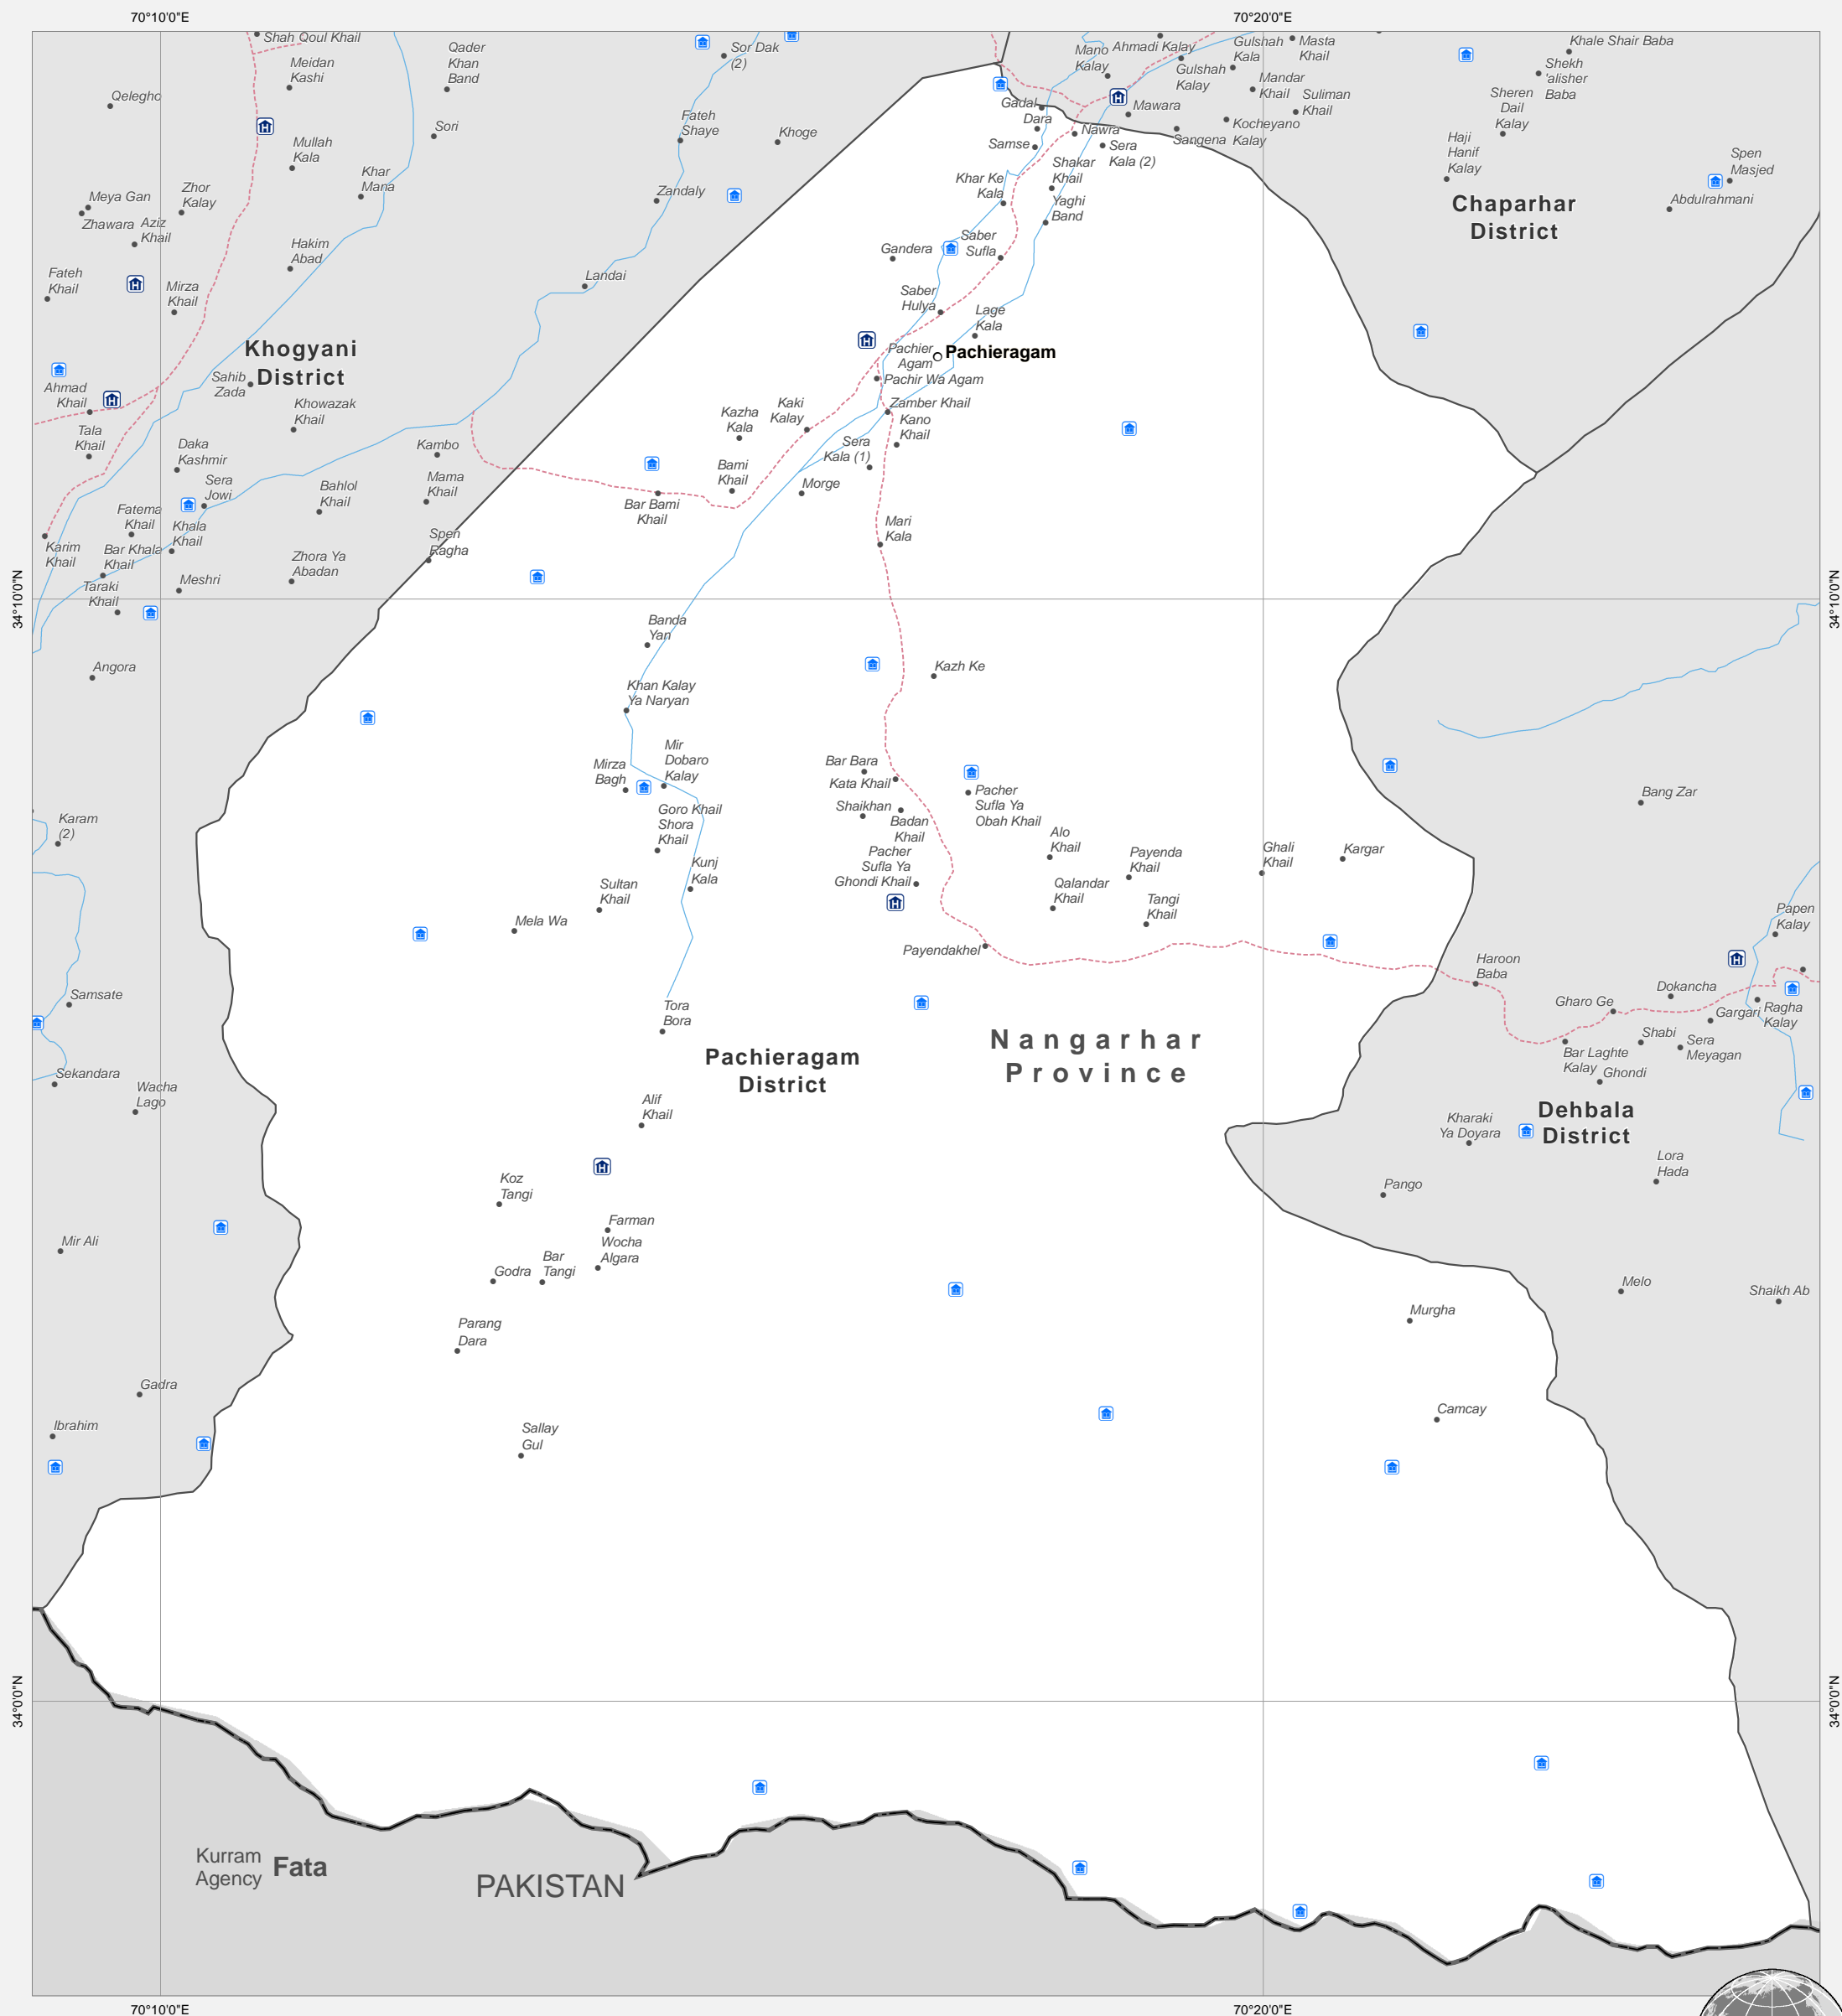 70°10'0"E
70°20'0"E
Shah Qoul Khail
Meidan
Kashi
Qader
Khan
Band
Sor Dak
(2)
Mano
Kalay
Ahmadi Kalay
Gulshah
Kalay
Gulshah
Kala
Masta
Khail
Khale Shair Baba
Shekh
'alisher
Baba
Mandar
Khail
Suliman
Khail
Sheren
Dail
Kalay
Qelegho
Sori
Fateh
Shaye
Khoge
Gadal
Dara
Mawara
Nawra
Sangena
Kocheyano
Kalay
Haji
Hanif
Kalay
Spen
Masjed
Mullah
Kala
Khar
Mana
Samse
Sera
Kala (2)
Shakar
Khail
Meya Gan
Zhor
Kalay
Zhawara
Aziz
Khail
Zandaly
Khar Ke
Kala
Yaghi
Band
Chaparhar
District
Abdulrahmani
Hakim
Abad
Gandera
Saber
Sufla
Fateh
Khail
Mirza
Khail
Landai
Saber
Hulya
Lage
Kala
Khogyani
District
Pachier
Agam
Pachieragam
Pachir Wa Agam
Ahmad
Khail
Sahib
Zada
Khowazak
Khail
Kazha
Kala
Kaki
Kalay
Zamber Khail
Kano
Khail
Tala
Khail
Daka
Kashmir
Kambo
Sera
Kala (1)
Sera
Jowi
Bahlol
Khail
Mama
Khail
Bami
Khail
Morge
Bar Bami
Khail
Fatema
Khail
Khala
Khail
Mari
Kala
Karim
Khail
Bar Khala
Khail
Spen
Ragha
Zhora Ya
Abadan
Taraki
Khail
Meshri
34°10'0"N
34°10'0"N
Banda
Yan
Angora
Kazh Ke
Khan Kalay
Ya Naryan
Mirza
Bagh
Mir
Dobaro
Kalay
Bar Bara
Kata Khail
Pacher
Sufla Ya
Obah Khail
Bang Zar
Karam
(2)
Goro Khail
Shora
Khail
Shaikhan
Badan
Khail
Alo
Khail
Pacher
Sufla Ya
Ghondi Khail
Payenda
Khail
Ghali
Khail
Kargar
Kunj
Kala
Sultan
Khail
Qalandar
Khail
Tangi
Khail
Mela Wa
Payendakhel
Papen
Kalay
Haroon
Baba
Samsate
Tora
Bora
Dokancha
Gharo Ge
Gargari
Ragha
Kalay
Nangarhar
Province
Pachieragam
District
Shabi
Sera
Meyagan
Bar Laghte
Kalay
Ghondi
Sekandara
Wacha
Lago
Alif
Khail
Dehbala
District
Kharaki
Ya Doyara
Lora
Hada
Koz
Tangi
Pango
Farman
Mir Ali
Wocha
Algara
Godra
Bar
Tangi
Melo
Shaikh Ab
Murgha
Parang
Dara
Gadra
Camcay
Ibrahim
Sallay
Gul
34°0'0"N
34°0'0"N
Kurram
Agency
Fata
PAKISTAN
70°10'0"E
70°20'0"E